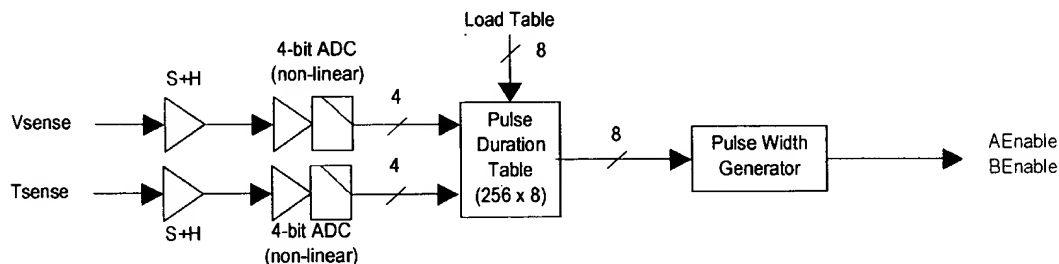 Load Table
8
4-bit ADC
(non-linear)
S+H
4
Vsense
Pulse
Duration
Table
(256 x 8)
8
Pulse Width
Generator
AEnable
BEnable
Tsense
4
S+H
4-bit ADC
(non-linear)